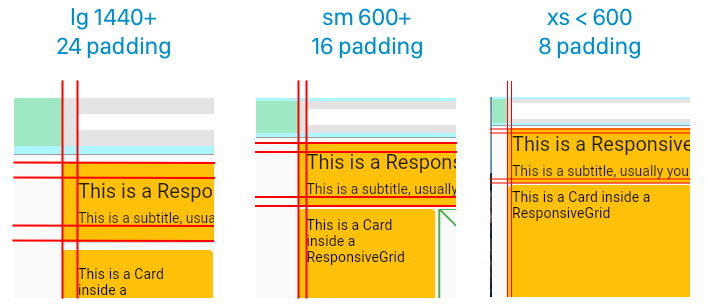 lg 1440+
24 padding
sm 600+
16 padding
xs < 600
8 padding
This is a Respo
This is a subtitle, usua
This is a Card
inside a
This is a Respons
This is a subtitle, usually
This is a Card
inside a
ResponsiveGrid
This is a Responsive
This is a subtitle, usually you
This is a Card inside a
ResponsiveGrid